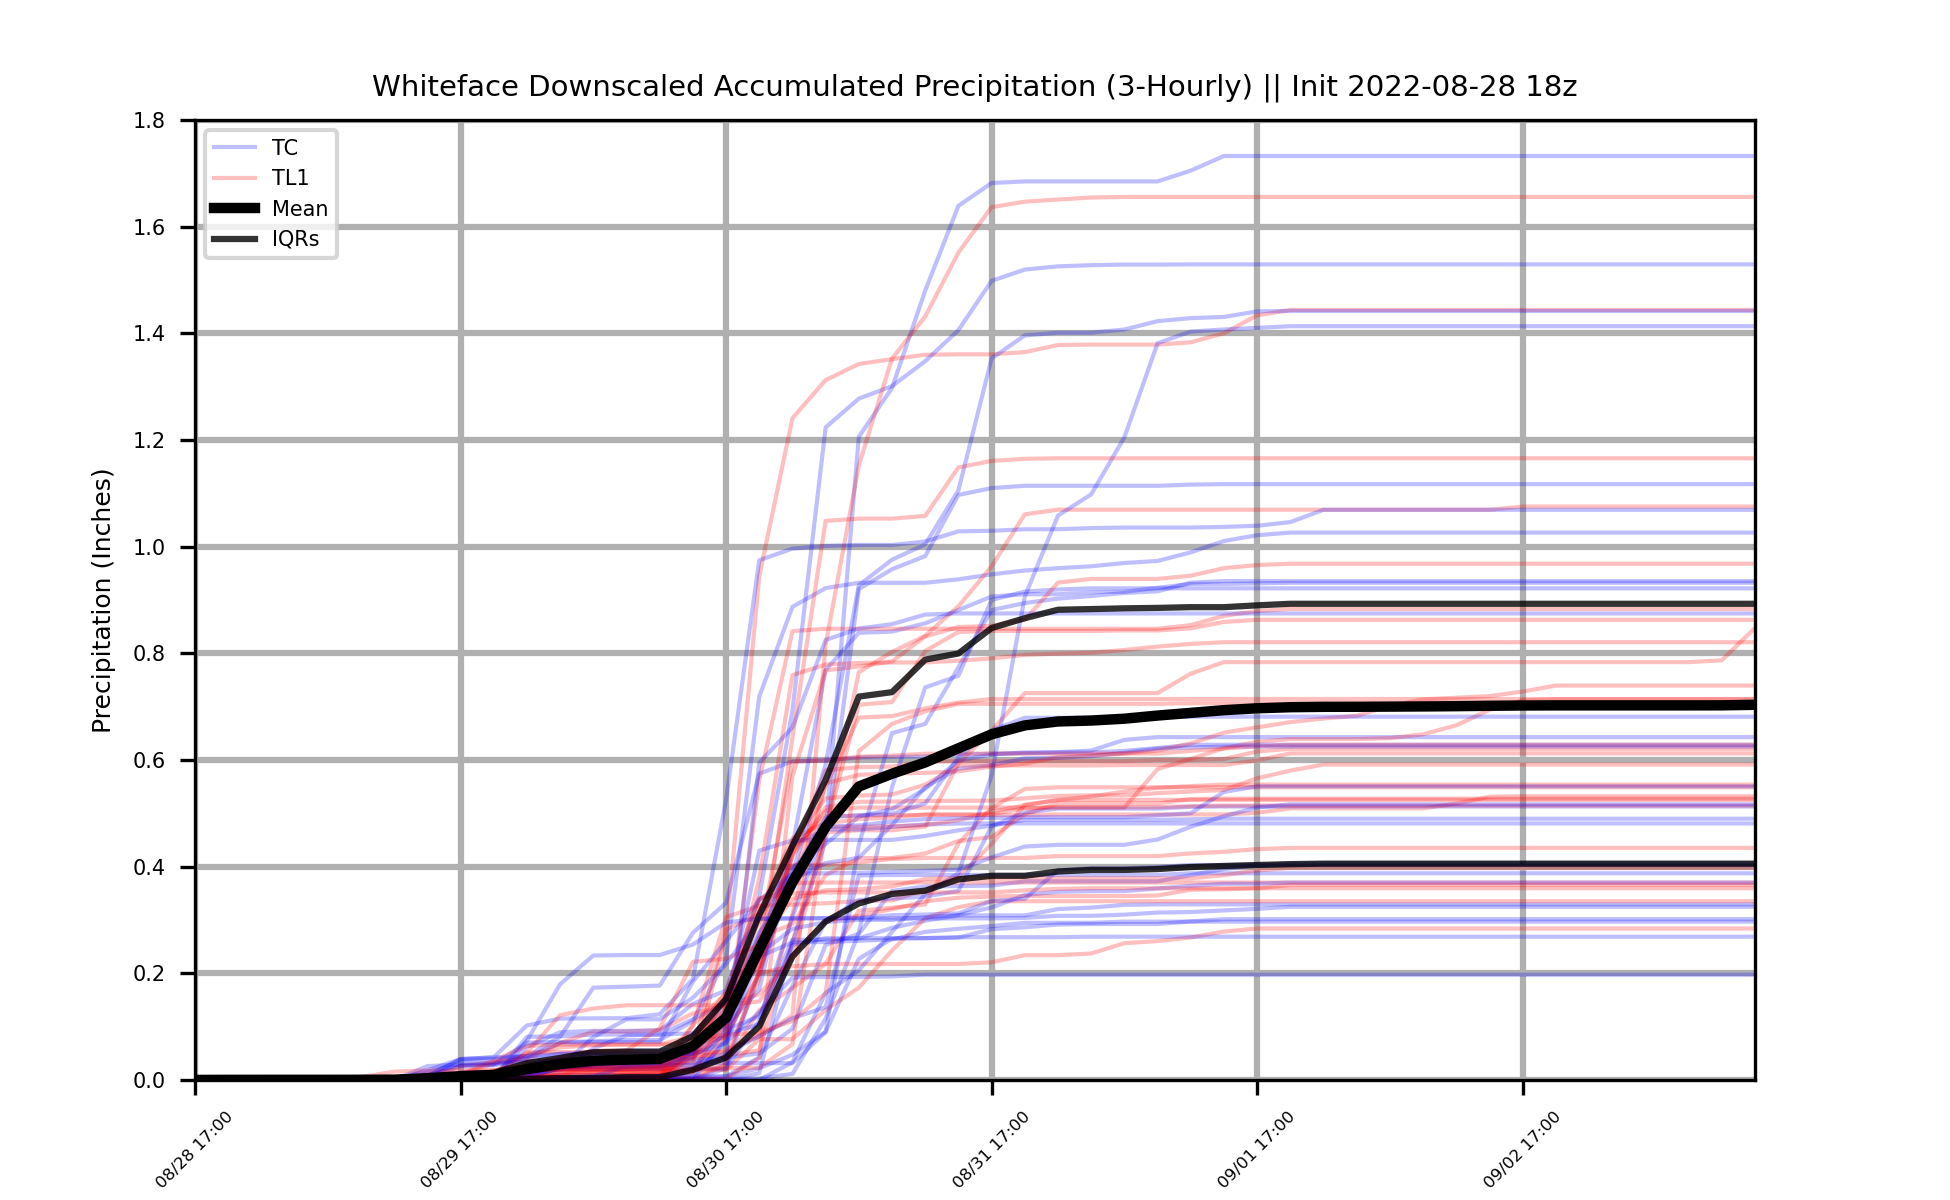 Whiteface Downscaled Accumulated Precipitation (3-Hourly) || Init 2022-08-28 18z
TC
TL1
Mean
IQRs
Precipitation (Inches)
1.8
1.6
1.4
1.2
1.0
0.8
0.6
0.4
0.2
0.0
08/28 17:00
08/29 17:00
08/30 17:00
08/31 17:00
09/01 17:00
09/02 17:00